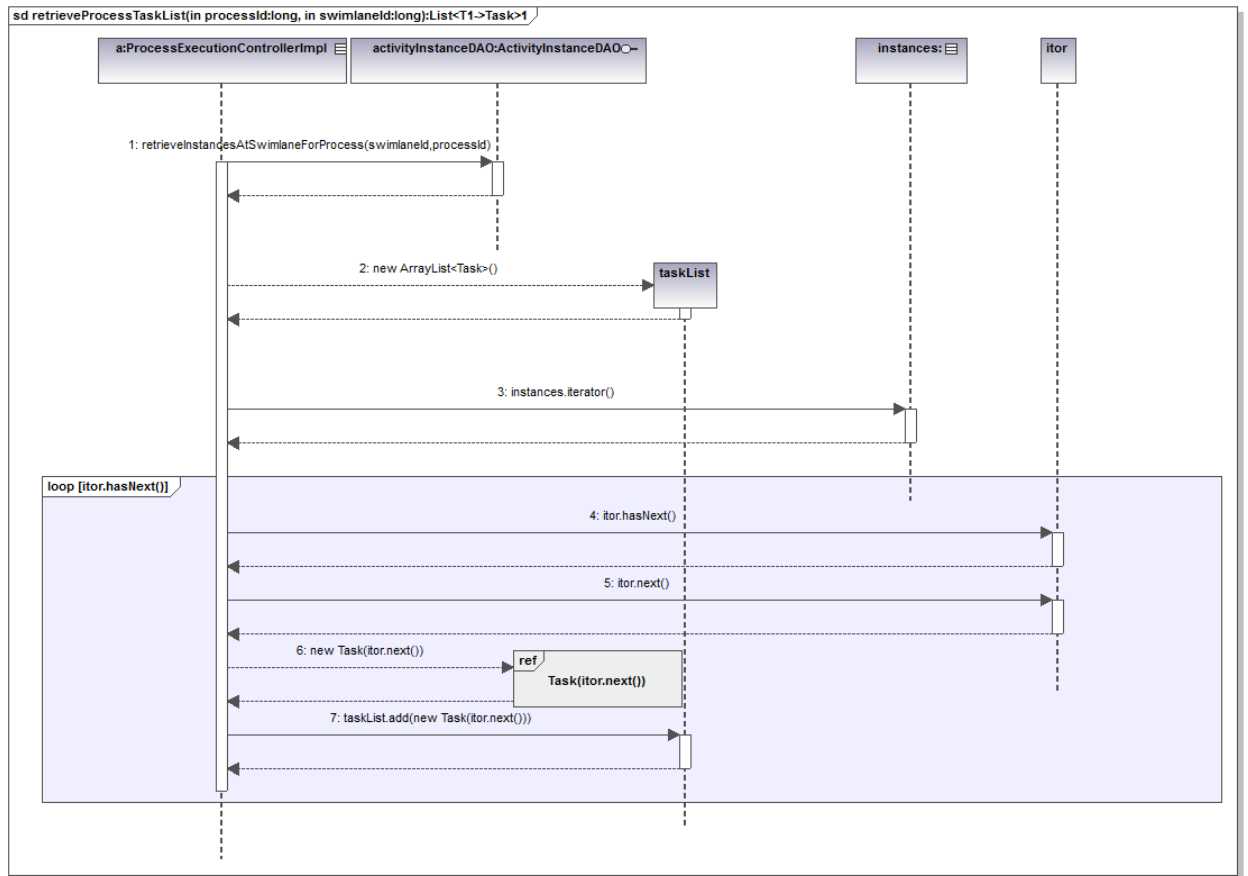 sd retrieveProcessTaskList(in processId:long, in swimlaneId:long):List<T1->Task>1
a:ProcessExecutionControllerImpl
activityInstanceDAO:ActivityInstanceDAO
instances:
itor
1: retrieveInstancesAtSwimlaneForProcess(swimlaneId,processId)
2: new ArrayList<Task>()
taskList
3: instances.iterator()
loop [itor.hasNext()]
4: itor.hasNext()
5: itor.next()
6: new Task(itor.next())
ref
Task(itor.next())
7: taskList.add(new Task(itor.next()))